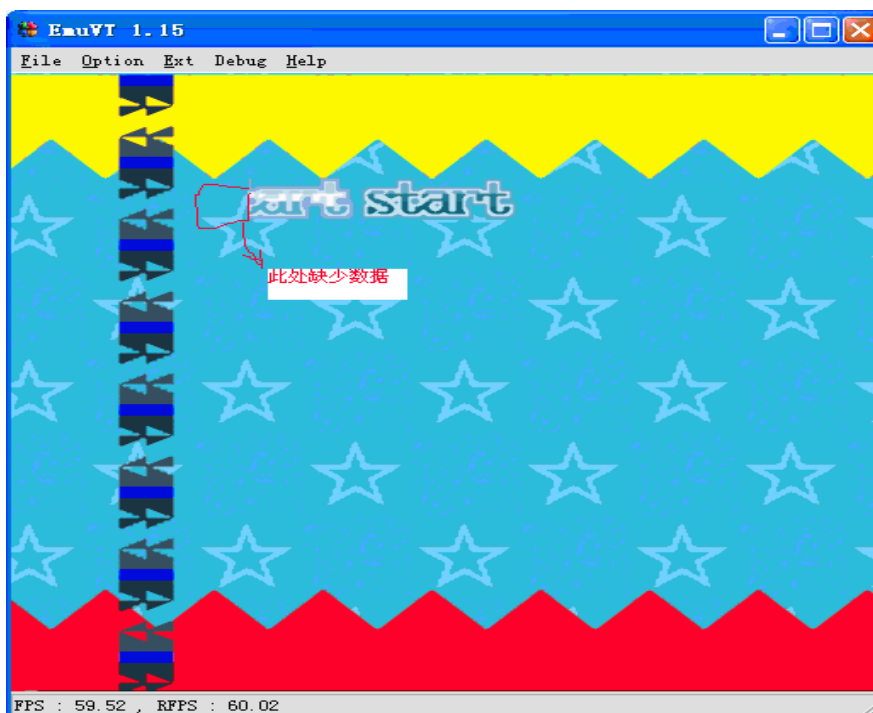 EmuVT 1.15
File Option Ext Debug Help
art start
此处缺少数据
FPS : 59.52 , RFPS : 60.02